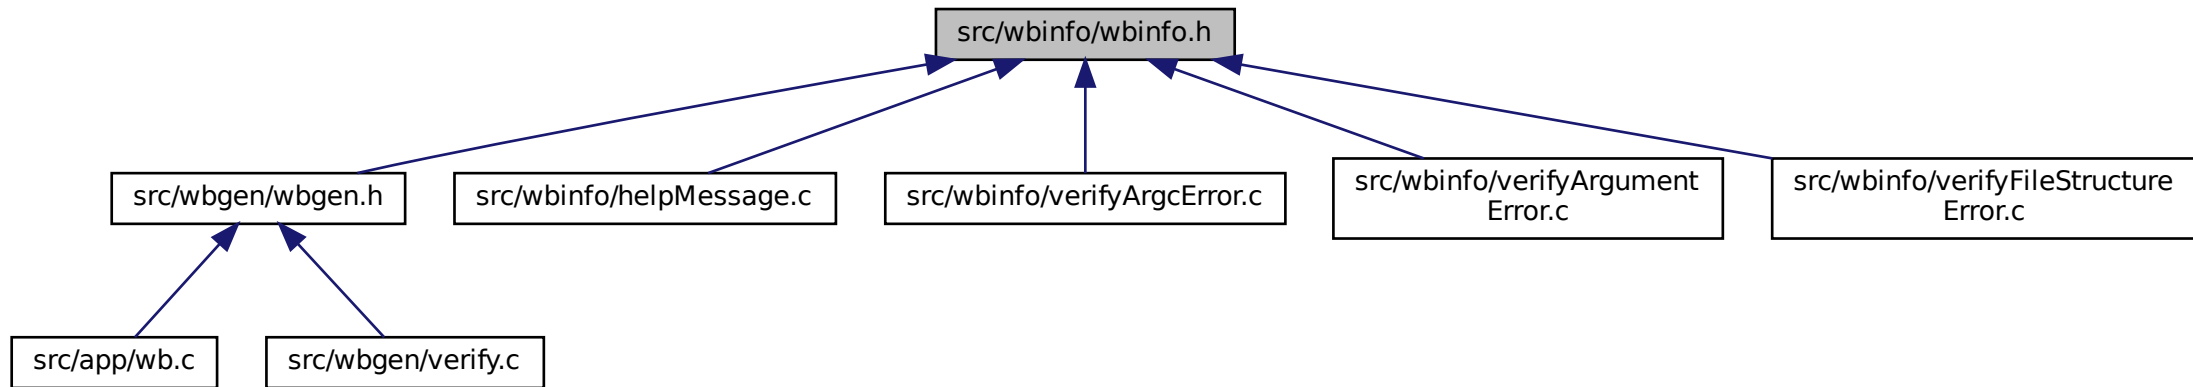 src/wbinfo/wbinfo.h
src/wbgen/wbgen.h
src/wbinfo/helpMessage.c
src/wbinfo/verifyArgcError.c
src/wbinfo/verifyArgument
Error.c
src/wbinfo/verifyFileStructure
Error.c
src/app/wb.c
src/wbgen/verify.c